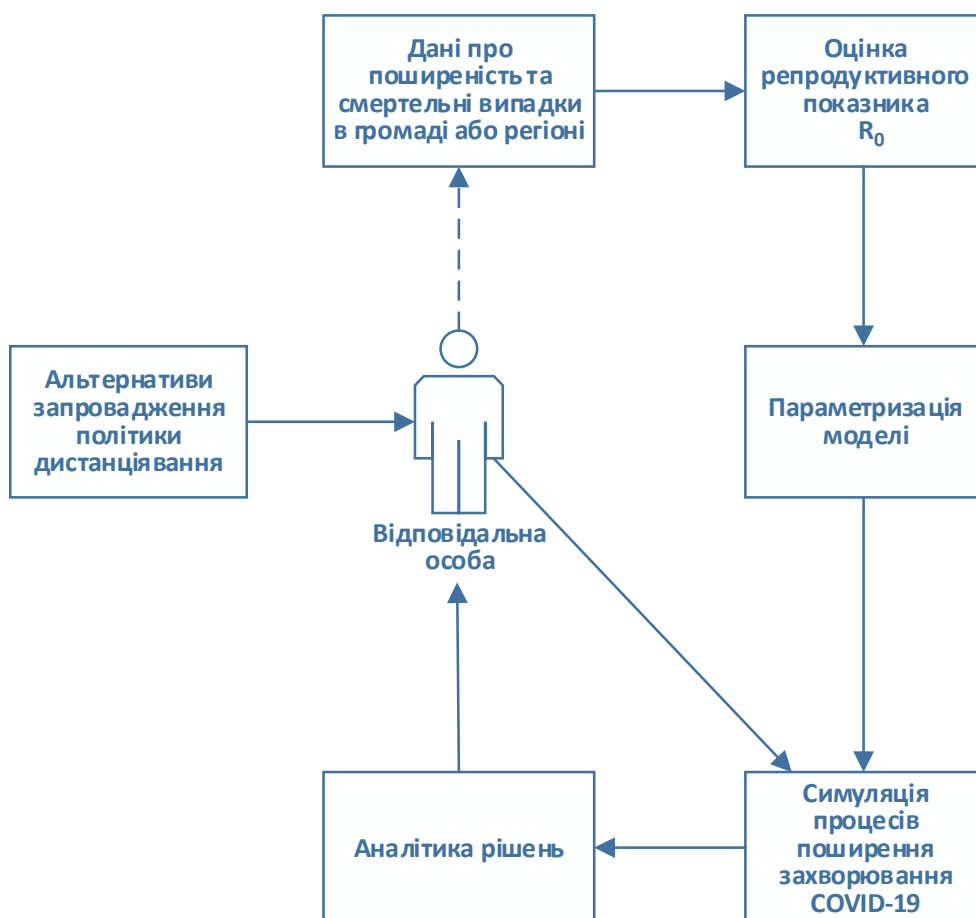 Дані про
поширеність та
смертельні випадки
в громаді або регіоні
Оцінка
репродуктивного
показника
R₀
Альтернативи
запровадження
політики
дистанціявання
Параметризація
моделі
Відповідальна
особа
Аналітика рішень
Симуляція
процесів
поширення
захворювання
COVID-19